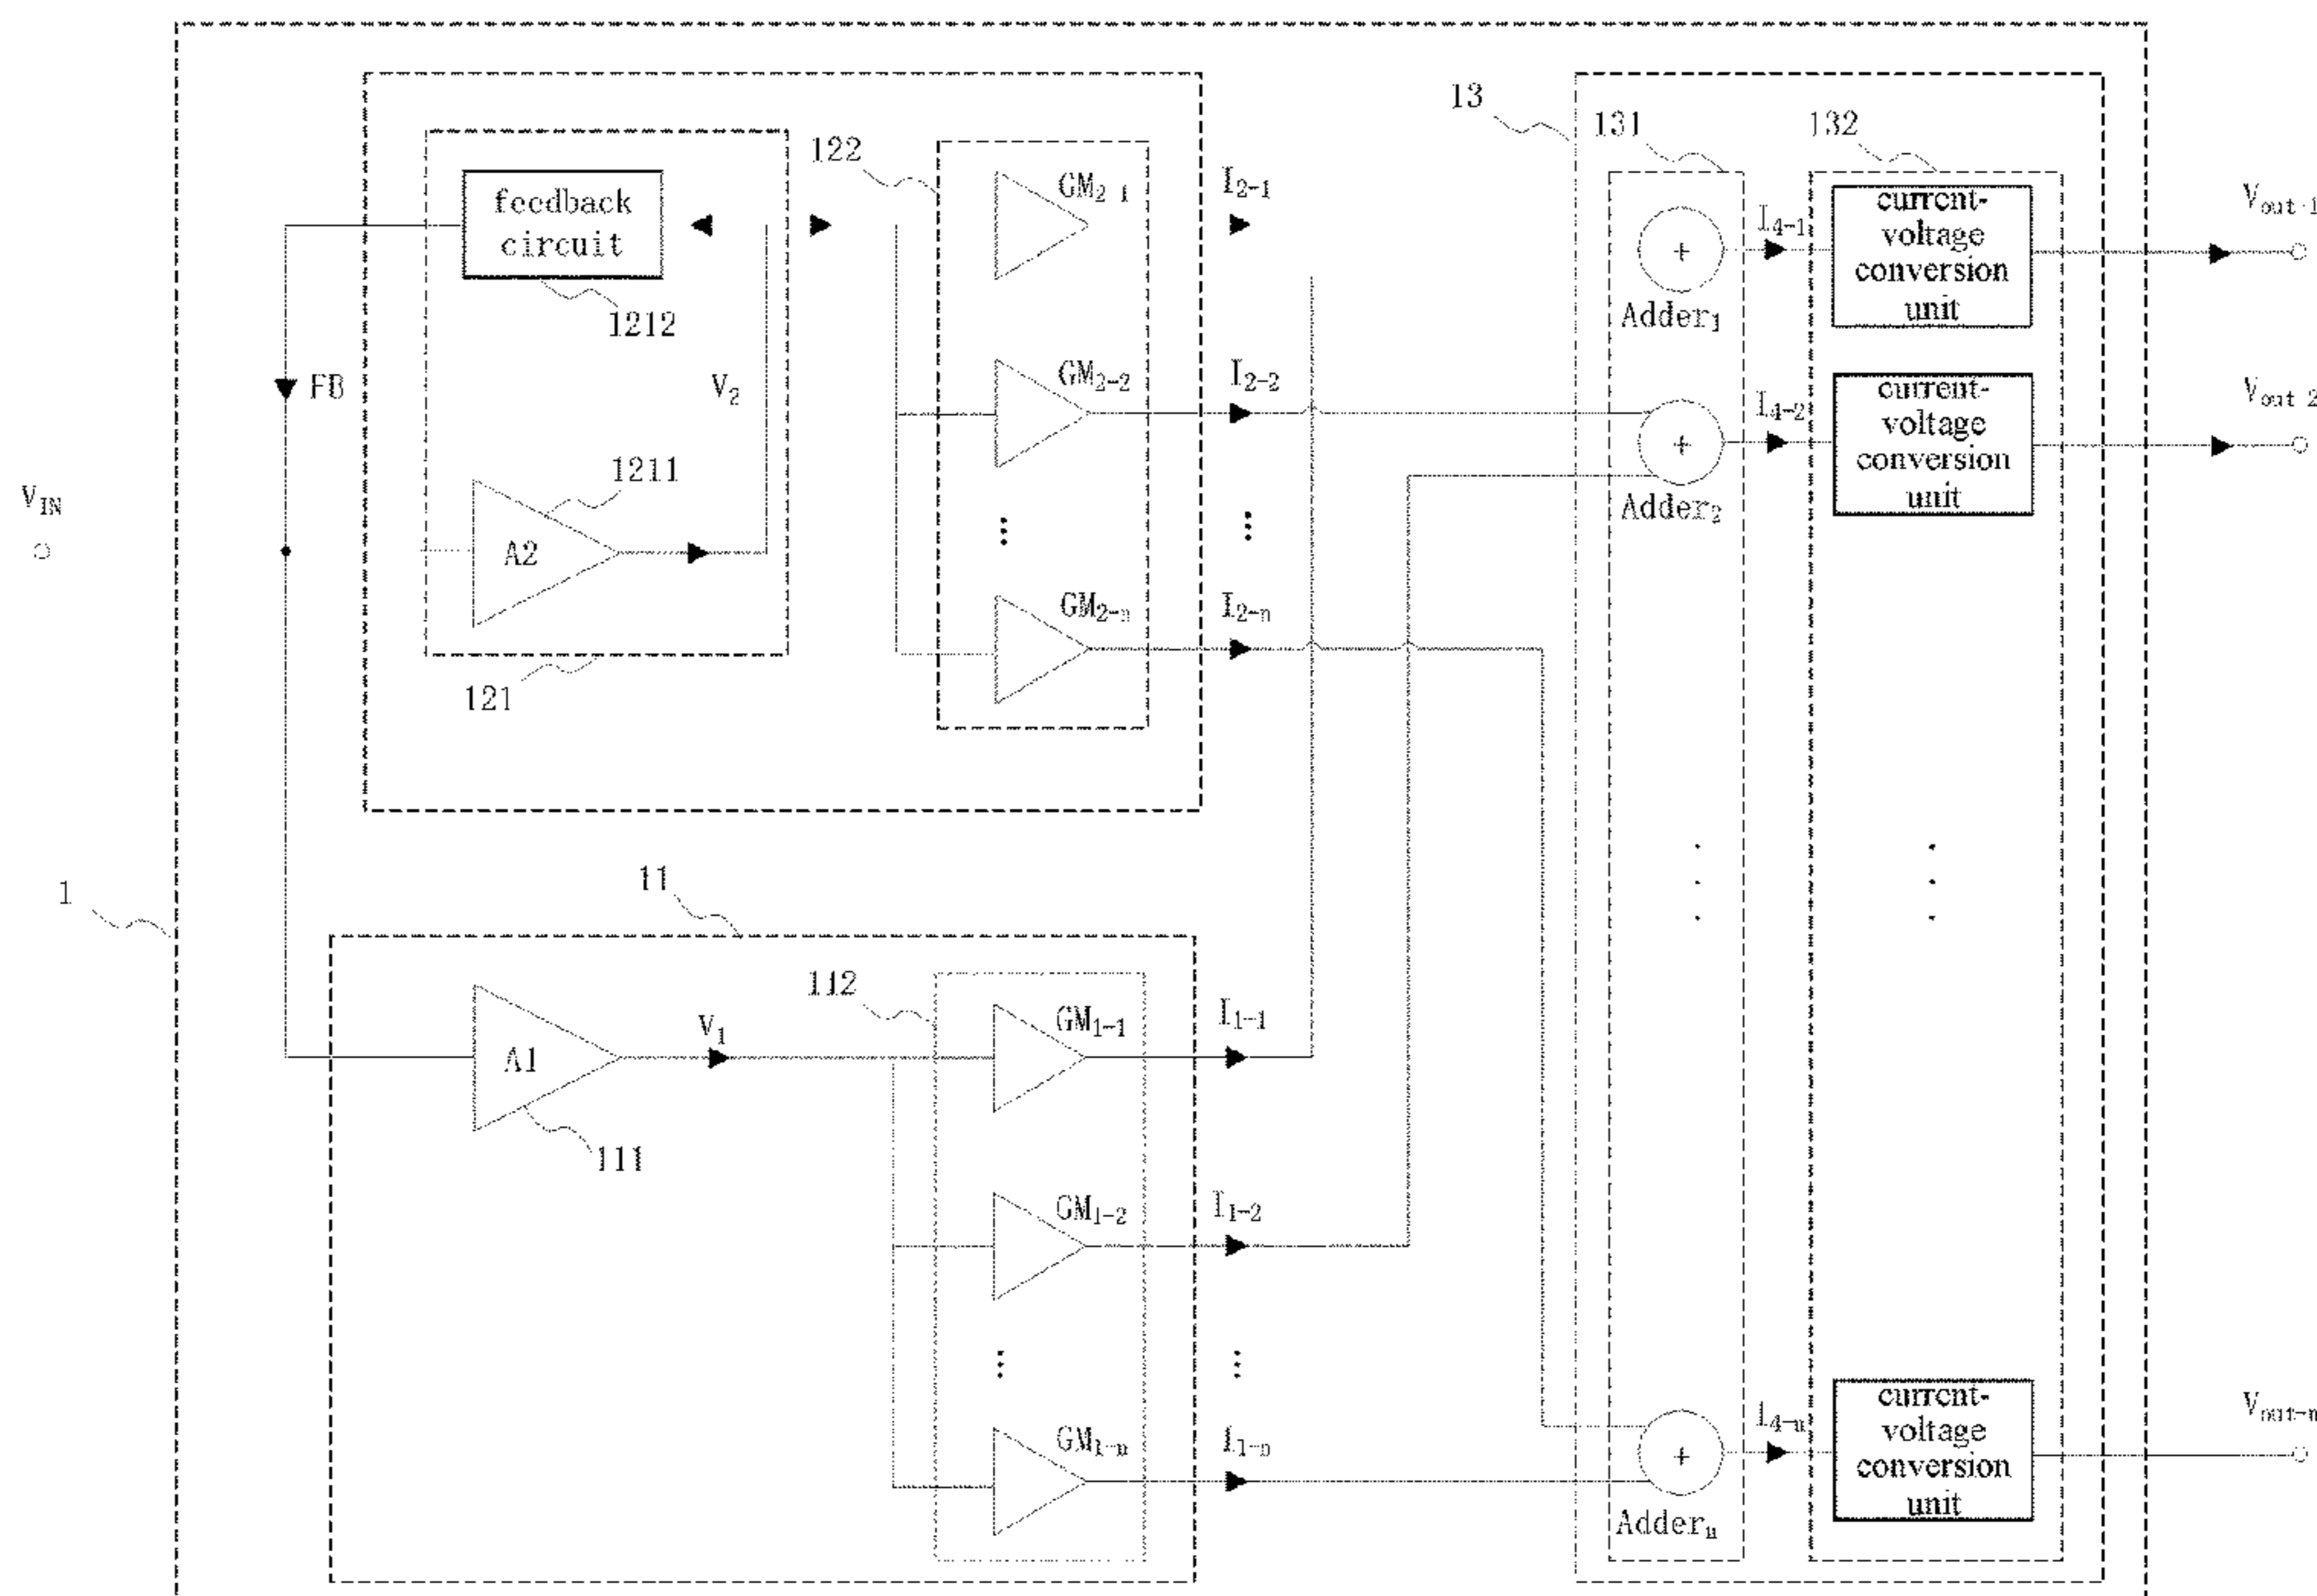 13
131
132
122
GM2-1
I2-1
Vout-1
feedback
circuit
current-
voltage
conversion
unit
+
I4-1
Adder1
1212
FB
V2
GM2-2
I2-2
I4-2
current-
voltage
conversion
unit
Vout-2
+
Adder2
1211
VIN
A2
GM2-n
I2-n
121
11
1
112
V1
GM1-1
I1-1
A1
111
GM1-2
I1-2
GM1-n
I1-n
I4-n
current-
voltage
conversion
unit
Vout-n
+
Addern